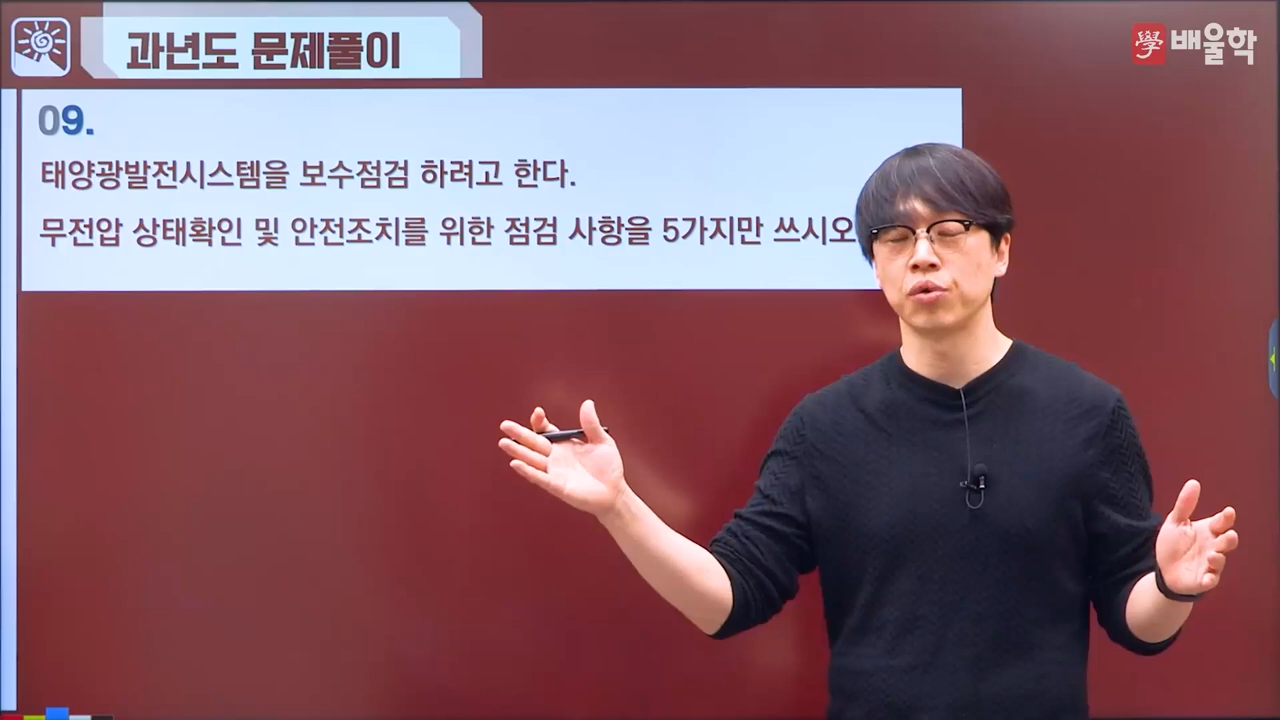 과년도 문제풀이
學 배울학
09.
태양광발전시스템을 보수점검 하려고 한다.
무전압 상태확인 및 안전조치를 위한 점검 사항을 5가지만 쓰시오